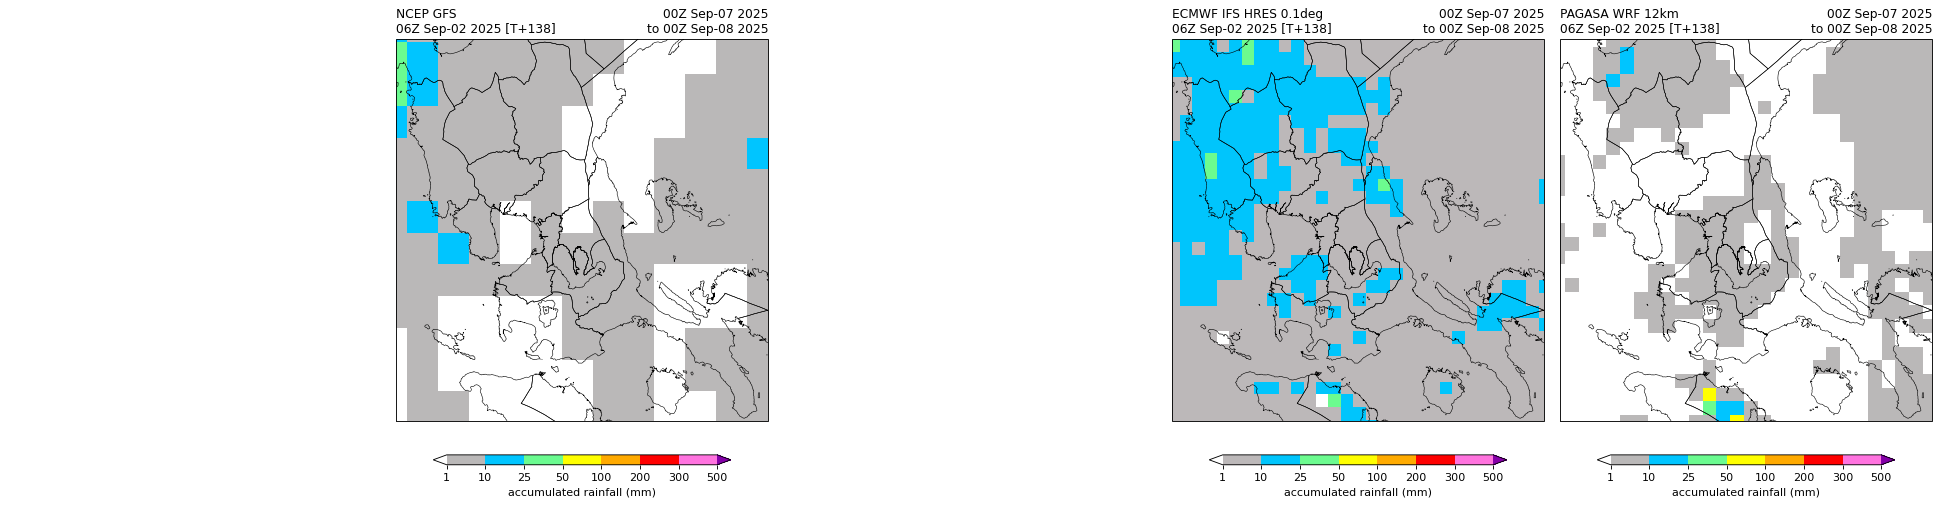 NCEP GFS 00Z Sep-07 2025
06Z Sep-02 2025 [T+138] to 00Z Sep-08 2025
1 10 25 50 100 200 300 500
accumulated rainfall (mm)
ECMWF IFS HRES 0.1deg 00Z Sep-07 2025
06Z Sep-02 2025 [T+138] to 00Z Sep-08 2025
1 10 25 50 100 200 300 500
accumulated rainfall (mm)
PAGASA WRF 12km 00Z Sep-07 2025
06Z Sep-02 2025 [T+138] to 00Z Sep-08 2025
1 10 25 50 100 200 300 500
accumulated rainfall (mm)